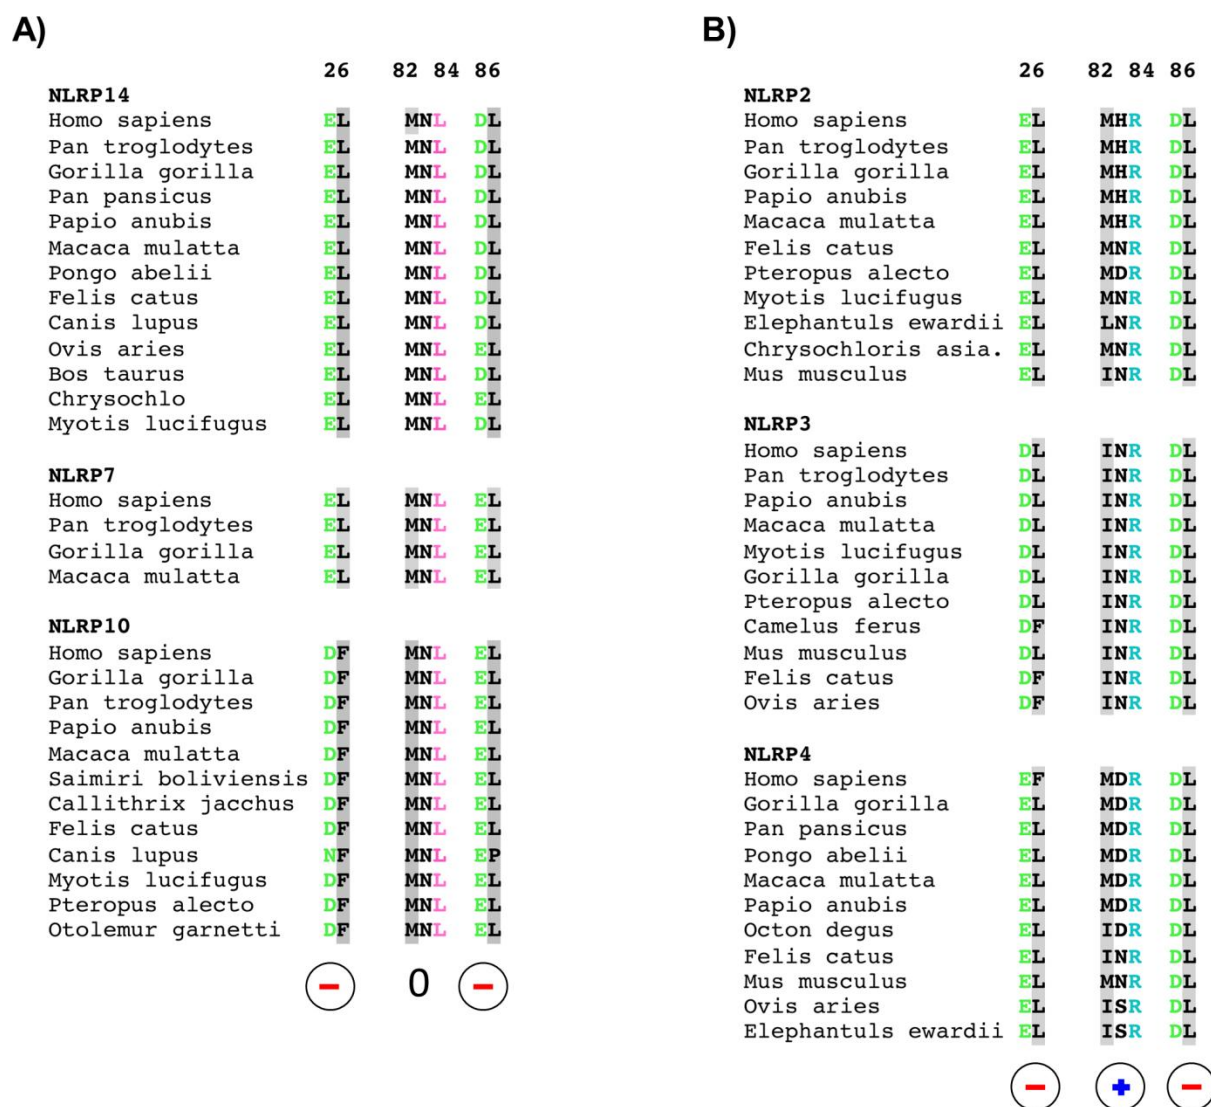 A)
26 82 84 86
NLRP14
Homo sapiens EL MNL DL
Pan troglodytes EL MNL DL
Gorilla gorilla EL MNL DL
Pan pansicus EL MNL DL
Papio anubis EL MNL DL
Macaca mulatta EL MNL DL
Pongo abelii EL MNL DL
Felis catus EL MNL DL
Canis lupus EL MNL DL
Ovis aries EL MNL EL
Bos taurus EL MNL DL
Chrysochlo EL MNL EL
Myotis lucifugus EL MNL DL
NLRP7
Homo sapiens EL MNL EL
Pan troglodytes EL MNL EL
Gorilla gorilla EL MNL EL
Macaca mulatta EL MNL EL
NLRP10
Homo sapiens DF MNL EL
Gorilla gorilla DF MNL EL
Pan troglodytes DF MNL EL
Papio anubis DF MNL EL
Macaca mulatta DF MNL EL
Saimiri boliviensis DF MNL EL
Callithrix jacchus DF MNL EL
Felis catus DF MNL EL
Canis lupus NF MNL EP
Myotis lucifugus DF MNL EL
Pteropus alecto DF MNL EL
Otolemur garnetti DF MNL EL
− 0 −
B)
26 82 84 86
NLRP2
Homo sapiens EL MHR DL
Pan troglodytes EL MHR DL
Gorilla gorilla EL MHR DL
Papio anubis EL MHR DL
Macaca mulatta EL MHR DL
Felis catus EL MNR DL
Pteropus alecto EL MDR DL
Myotis lucifugus EL MNR DL
Elephantuls ewardii EL LNR DL
Chrysochloris asia. EL MNR DL
Mus musculus EL INR DL
NLRP3
Homo sapiens DL INR DL
Pan troglodytes DL INR DL
Papio anubis DL INR DL
Macaca mulatta DL INR DL
Myotis lucifugus DL INR DL
Gorilla gorilla DL INR DL
Pteropus alecto DL INR DL
Camelus ferus DF INR DL
Mus musculus DL INR DL
Felis catus DF INR DL
Ovis aries DF INR DL
NLRP4
Homo sapiens EF MDR DL
Gorilla gorilla EL MDR DL
Pan pansicus EL MDR DL
Pongo abelii EL MDR DL
Macaca mulatta EL MDR DL
Papio anubis EL MDR DL
Octon degus EL IDR DL
Felis catus EL INR DL
Mus musculus EL MNR DL
Ovis aries EL ISR DL
Elephantuls ewardii EL ISR DL
− + −